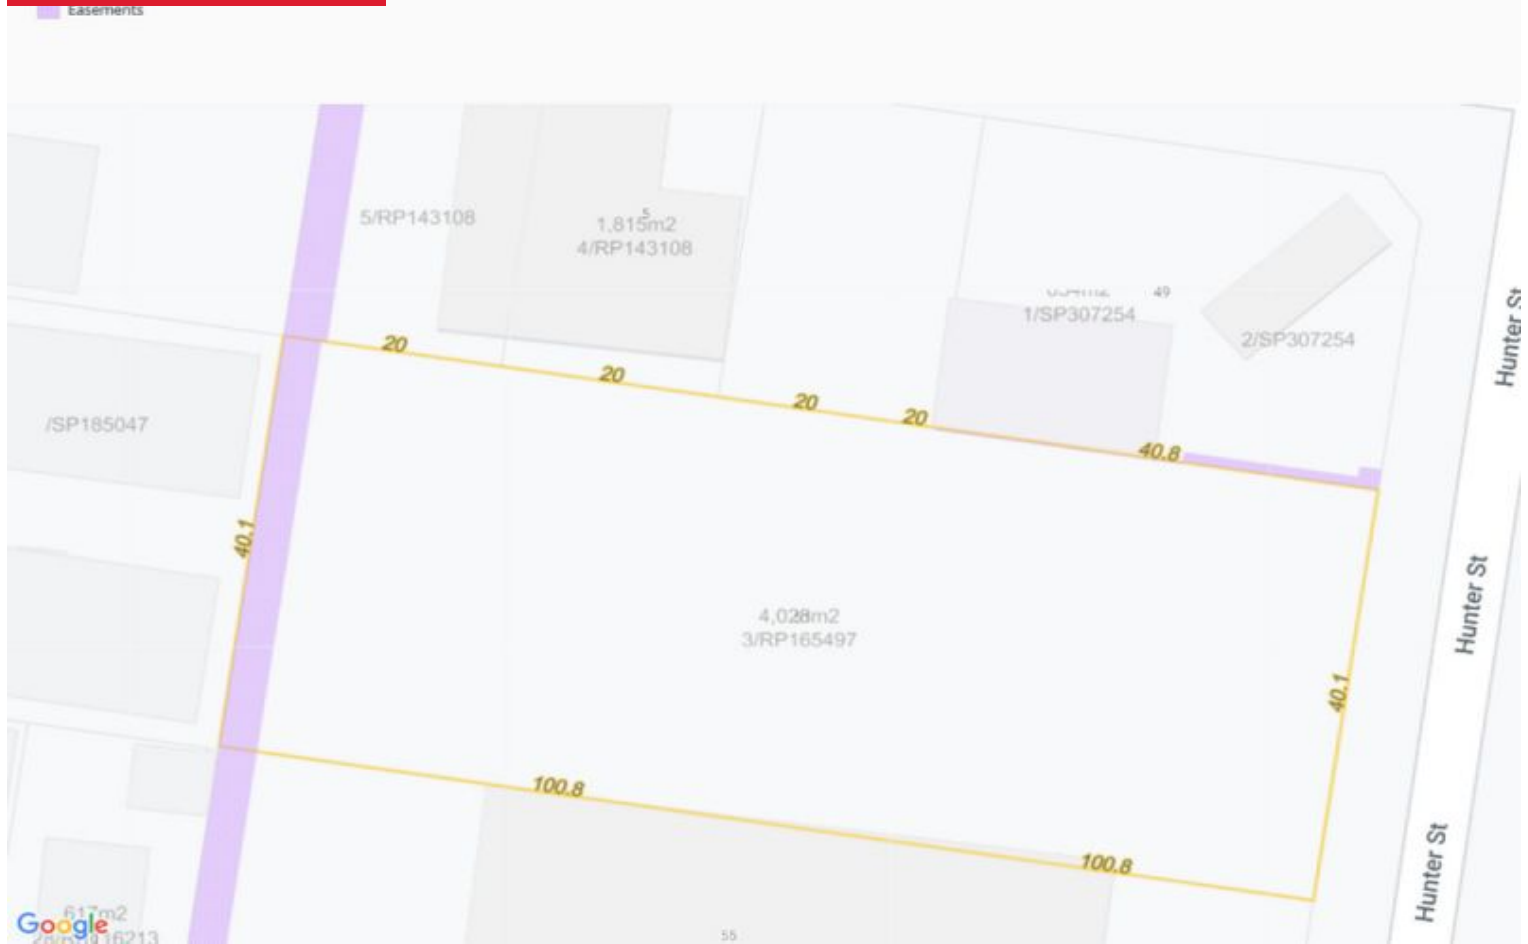 Easements
5/RP143108
5
1,815m2
4/RP143108
49
1/SP307254
2/SP307254
Hunter St
20
20
20
20
40.8
/SP185047
40.1
4,028m2
3/RP165497
Hunter St
40.1
100.8
100.8
Hunter St
617m2
Google
55